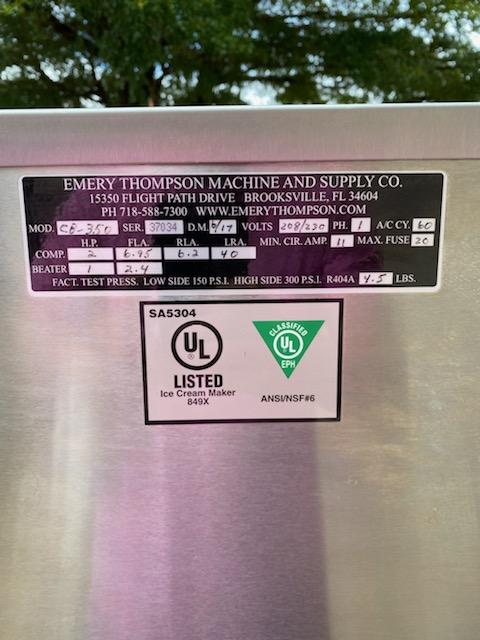 EMERY THOMPSON MACHINE AND SUPPLY CO.
15350 FLIGHT PATH DRIVE BROOKSVILLE, FL 34604
PH 718-588-7300 WWW.EMERYTHOMPSON.COM
MOD. CB-350 SER. 37034 D.M. /17 VOLTS 208/230 PH. 1 A/C CY. 60
H.P. FLA. RLA. LRA. MIN. CIR. AMP 11 MAX. FUSE 20
COMP. 2 6.95 6.2 40
BEATER 1 2.4
FACT. TEST PRESS. LOW SIDE 150 P.S.I. HIGH SIDE 300 P.S.I. R404A 4.5 LBS.
SA5304
UL
LISTED
Ice Cream Maker
849X
CLASSIFIED
UL
EPH
ANSI/NSF#6